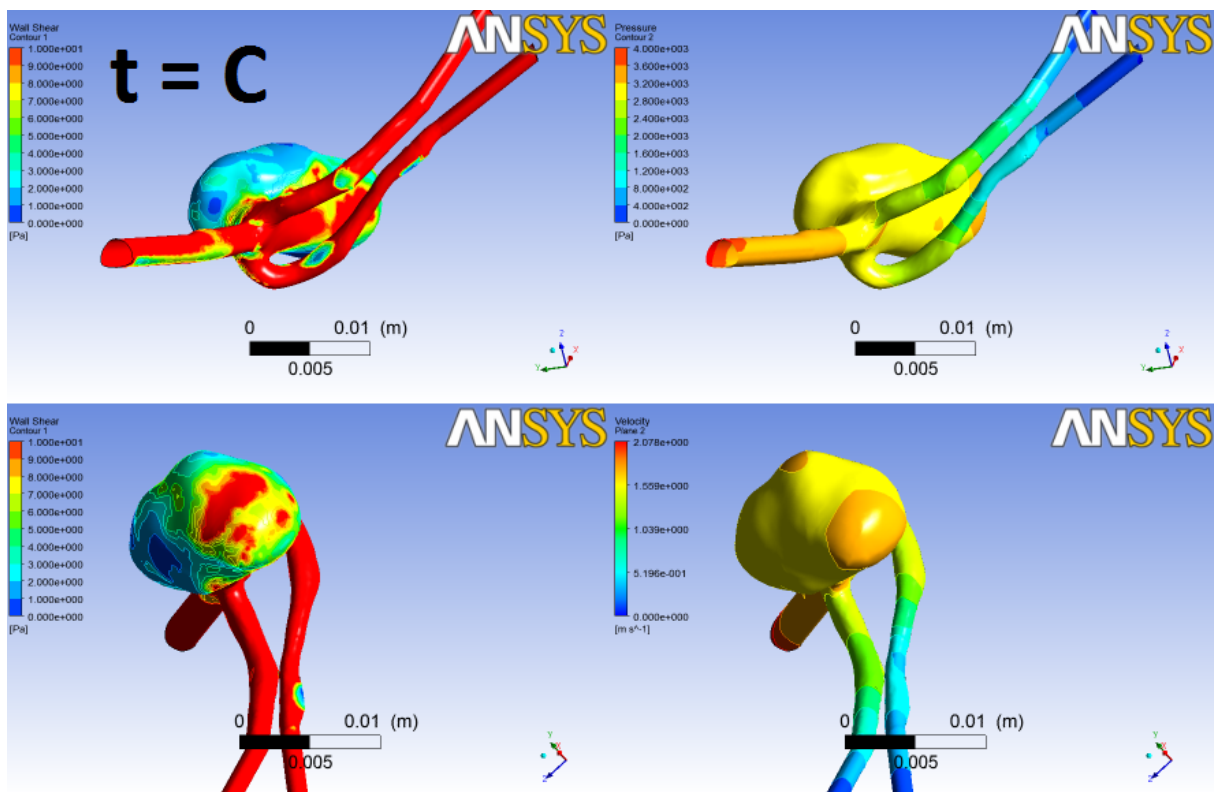 Wall Shear
Contour 1
1.000e+001
9.000e+000
8.000e+000
7.000e+000
6.000e+000
5.000e+000
4.000e+000
3.000e+000
2.000e+000
1.000e+000
0.000e+000
[Pa]
t = C
ANSYS
0 0.01 (m)
0.005
Z
X
Y
Pressure
Contour 2
4.000e+003
3.600e+003
3.200e+003
2.800e+003
2.400e+003
2.000e+003
1.600e+003
1.200e+003
8.000e+002
4.000e+002
0.000e+000
[Pa]
ANSYS
0 0.01 (m)
0.005
Z
X
Y
Wall Shear
Contour 1
1.000e+001
9.000e+000
8.000e+000
7.000e+000
6.000e+000
5.000e+000
4.000e+000
3.000e+000
2.000e+000
1.000e+000
0.000e+000
[Pa]
ANSYS
0 0.01 (m)
0.005
Y
X
Z
Velocity
Plane 2
2.078e+000
1.559e+000
1.039e+000
5.196e-001
0.000e+000
[m s^-1]
ANSYS
0 0.01 (m)
0.005
Y
X
Z